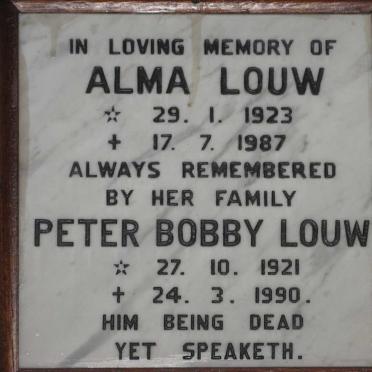 IN LOVING MEMORY OF
ALMA LOUW
☆ 29. 1. 1923
+ 17. 7. 1987
ALWAYS REMEMBERED
BY HER FAMILY
PETER BOBBY LOUW
☆ 27. 10. 1921
+ 24. 3. 1990.
HIM BEING DEAD
YET SPEAKETH.